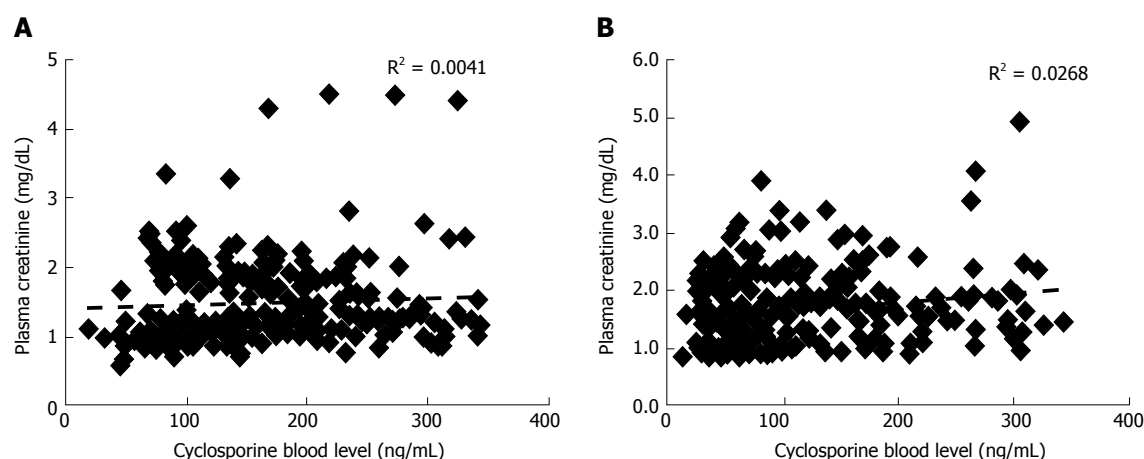 A
R² = 0.0041
Plasma creatinine (mg/dL)
5
4
3
2
1
0
0 100 200 300 400
Cyclosporine blood level (ng/mL)
B
R² = 0.0268
Plasma creatinine (mg/dL)
6.0
5.0
4.0
3.0
2.0
1.0
0.0
0 100 200 300 400
Cyclosporine blood level (ng/mL)